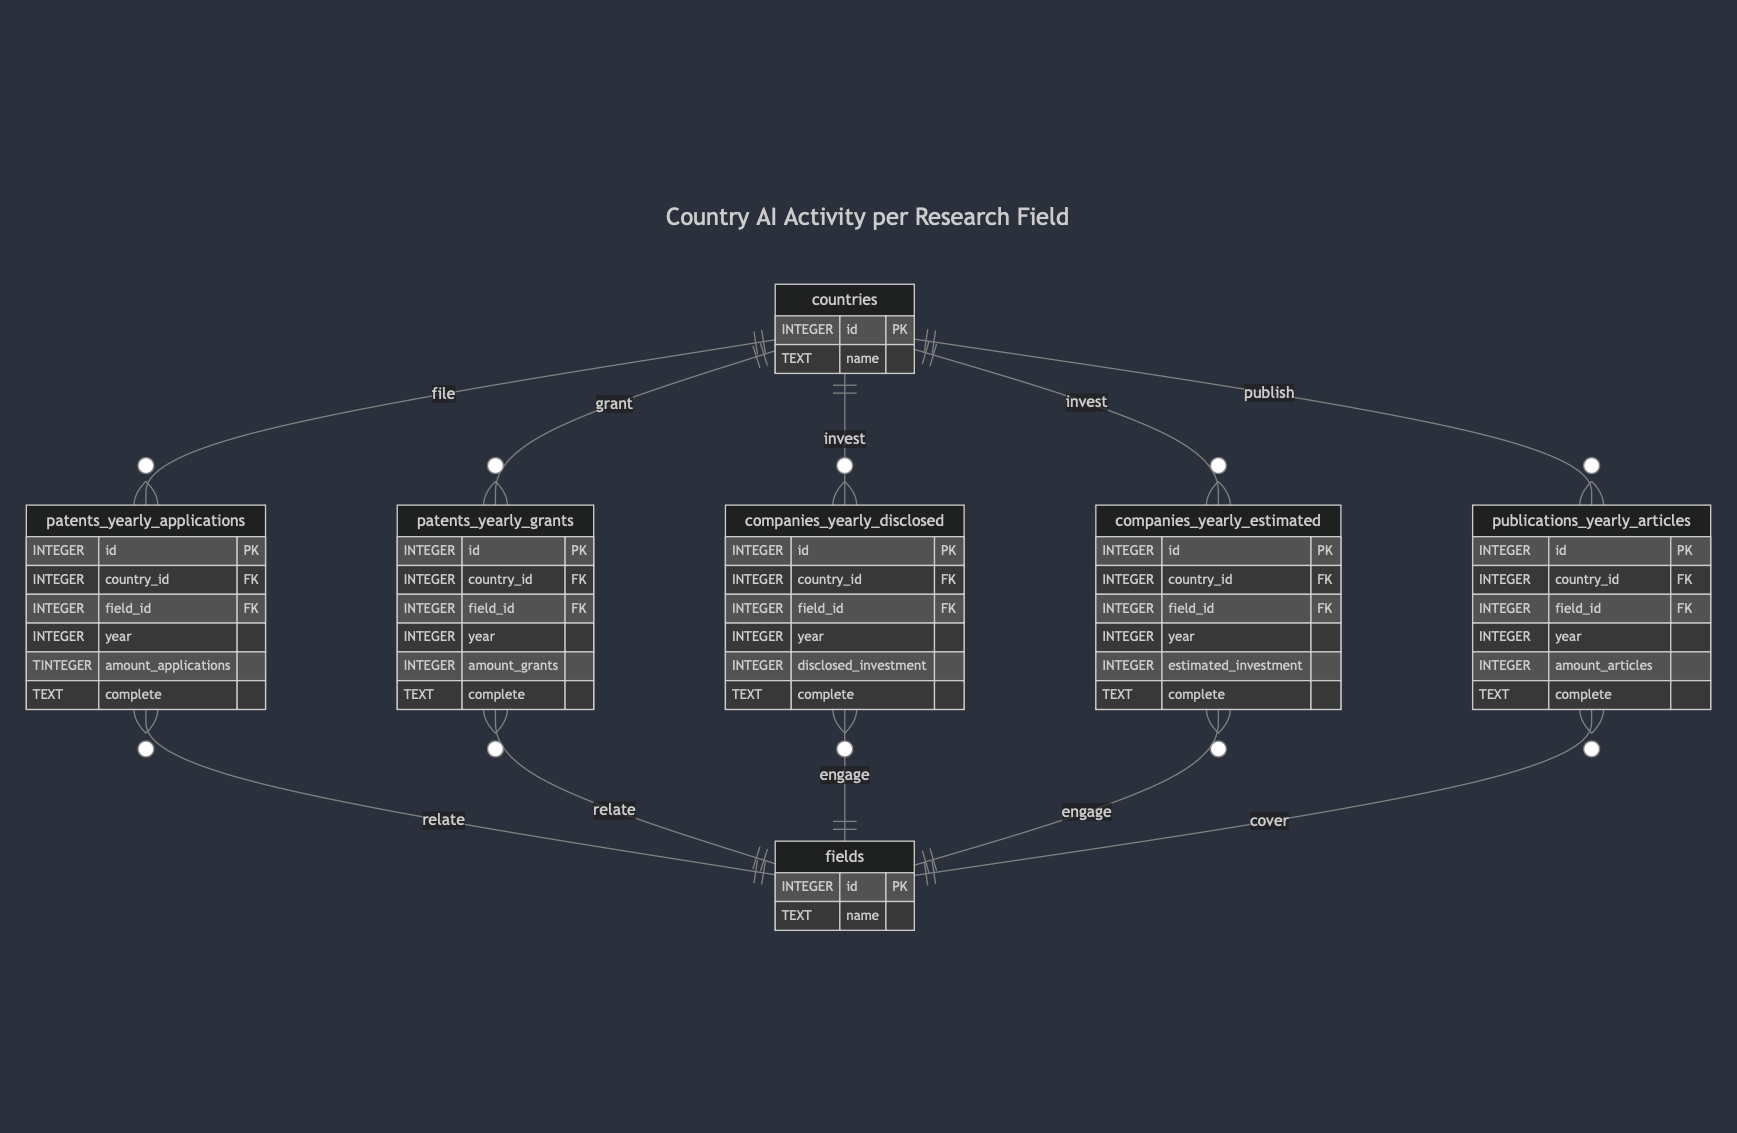 Country AI Activity per Research Field
countries
INTEGER id PK
TEXT name
file
grant
invest
invest
publish
patents_yearly_applications
INTEGER id PK
INTEGER country_id FK
INTEGER field_id FK
INTEGER year
TINTEGER amount_applications
TEXT complete
patents_yearly_grants
INTEGER id PK
INTEGER country_id FK
INTEGER field_id FK
INTEGER year
INTEGER amount_grants
TEXT complete
companies_yearly_disclosed
INTEGER id PK
INTEGER country_id FK
INTEGER field_id FK
INTEGER year
INTEGER disclosed_investment
TEXT complete
companies_yearly_estimated
INTEGER id PK
INTEGER country_id FK
INTEGER field_id FK
INTEGER year
INTEGER estimated_investment
TEXT complete
publications_yearly_articles
INTEGER id PK
INTEGER country_id FK
INTEGER field_id FK
INTEGER year
INTEGER amount_articles
TEXT complete
relate
relate
engage
engage
cover
fields
INTEGER id PK
TEXT name